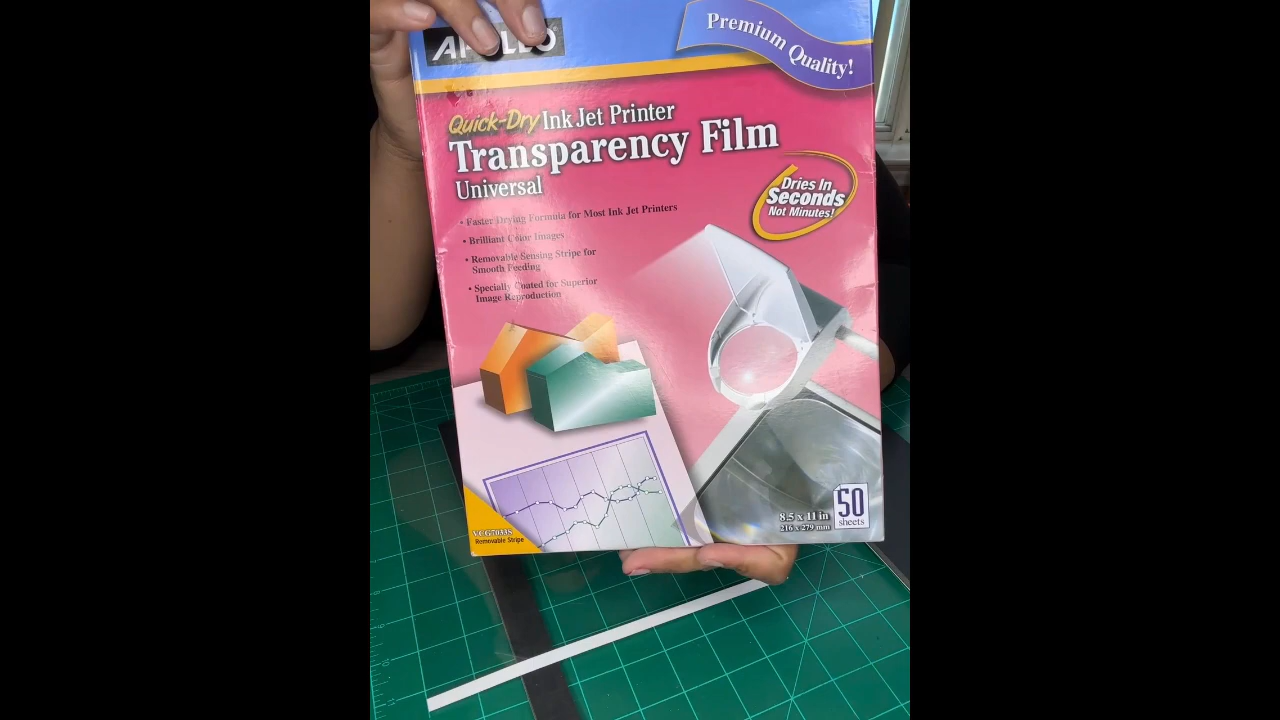 APOLLO®
Premium Quality!
Quick-Dry Ink Jet Printer
Transparency Film
Universal
Dries In
Seconds
Not Minutes!
• Faster Drying Formula for Most Ink Jet Printers
• Brilliant Color Images
• Removable Sensing Stripe for
Smooth Feeding
• Specially Coated for Superior
Image Reproduction
50
sheets
8.5 x 11 in
216 x 279 mm
VCG7033S
Removable Stripe